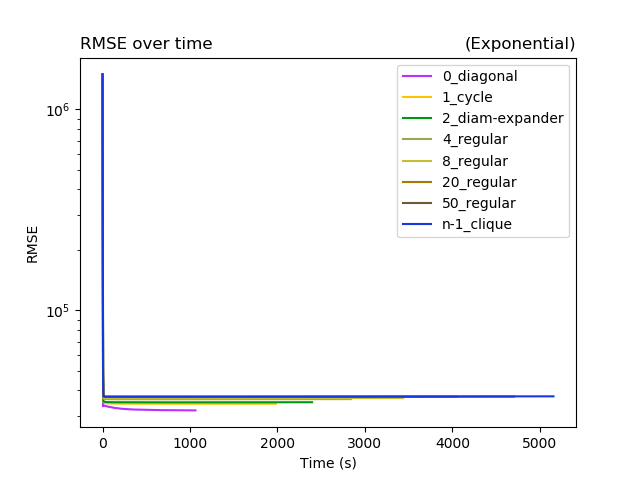 RMSE over time (Exponential)
0_diagonal
1_cycle
2_diam-expander
4_regular
8_regular
20_regular
50_regular
n-1_clique
RMSE
10^6
10^5
0 1000 2000 3000 4000 5000
Time (s)